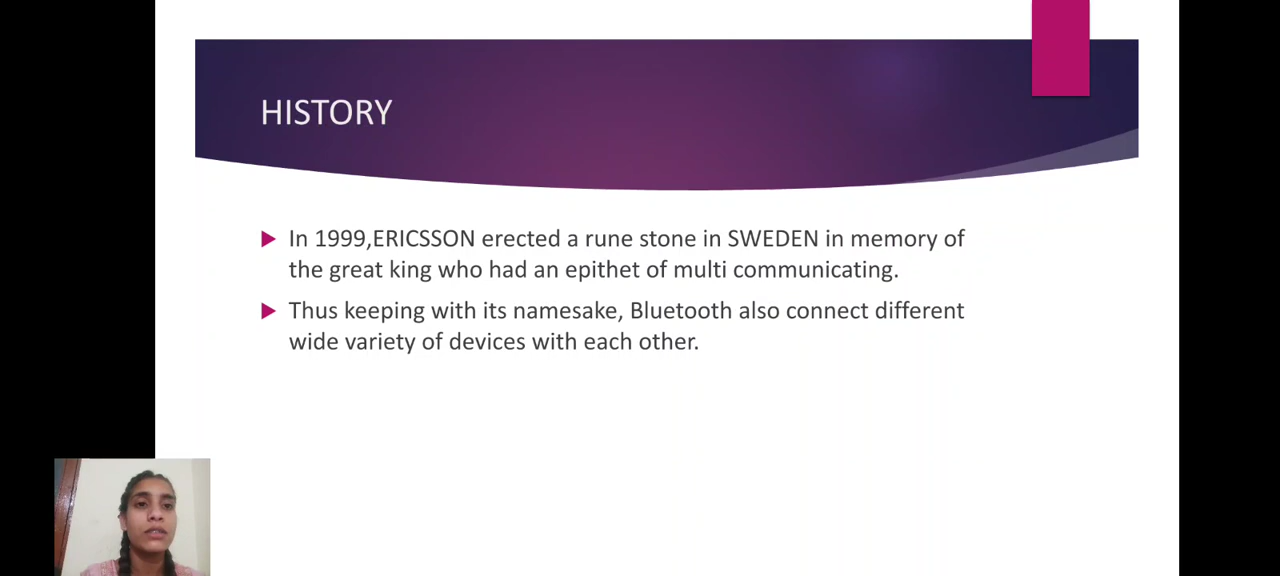 HISTORY
In 1999,ERICSSON erected a rune stone in SWEDEN in memory of
the great king who had an epithet of multi communicating.
Thus keeping with its namesake, Bluetooth also connect different
wide variety of devices with each other.